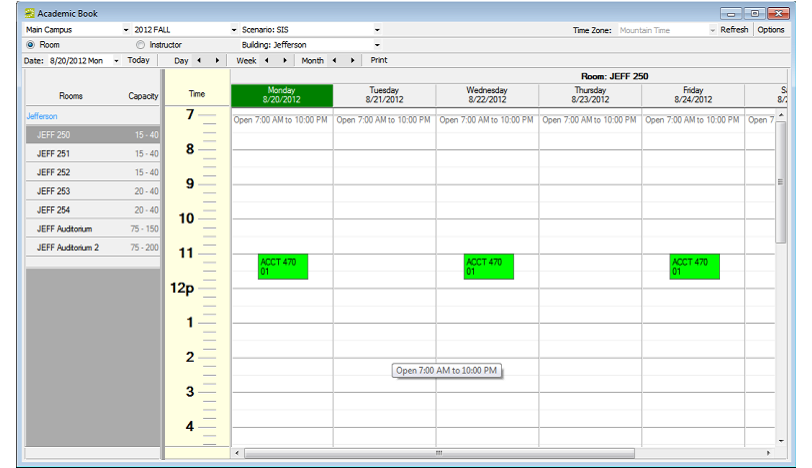 Academic Book
Main Campus 2012 FALL Scenario: SIS Time Zone: Mountain Time Refresh Options
Room Instructor Building: Jefferson
Date: 8/20/2012 Mon Today Day Week Month Print
Room: JEFF 250
Rooms Capacity Time Monday Tuesday Wednesday Thursday Friday S
8/20/2012 8/21/2012 8/22/2012 8/23/2012 8/24/2012 8/2
Jefferson
7
Open 7:00 AM to 10:00 PM Open 7:00 AM to 10:00 PM Open 7:00 AM to 10:00 PM Open 7:00 AM to 10:00 PM Open 7:00 AM to 10:00 PM Open 7
JEFF 250 15 - 40
8
JEFF 251 15 - 40
JEFF 252 15 - 40
9
JEFF 253 20 - 40
JEFF 254 20 - 40
10
JEFF Auditorium 75 - 150
JEFF Auditorium 2 75 - 200
11
ACCT 470 ACCT 470 ACCT 470
01 01 01
12p
1
2
Open 7:00 AM to 10:00 PM
3
4